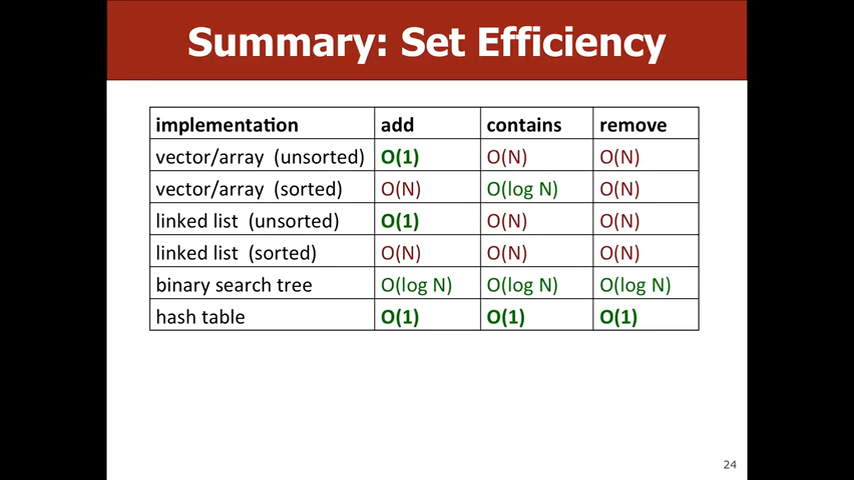 Summary: Set Efficiency
implementation add contains remove
vector/array (unsorted) O(1) O(N) O(N)
vector/array (sorted) O(N) O(log N) O(N)
linked list (unsorted) O(1) O(N) O(N)
linked list (sorted) O(N) O(N) O(N)
binary search tree O(log N) O(log N) O(log N)
hash table O(1) O(1) O(1)
24